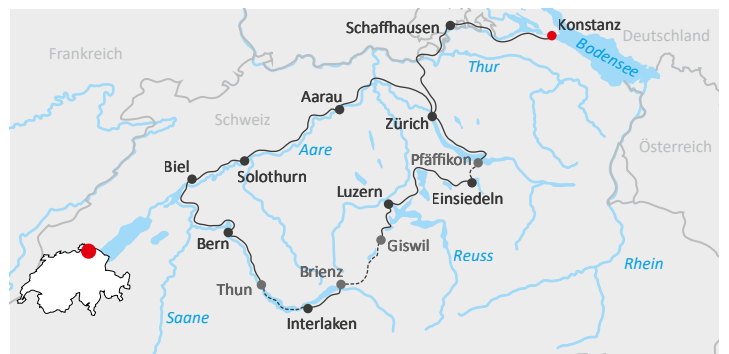 Konstanz
Schaffhausen
Deutschland
Bodensee
Frankreich
Thur
Aarau
Schweiz
Zürich
Österreich
Aare
Pfäffikon
Biel
Solothurn
Luzern
Einsiedeln
Bern
Giswil
Reuss
Rhein
Brienz
Thun
Saane
Interlaken